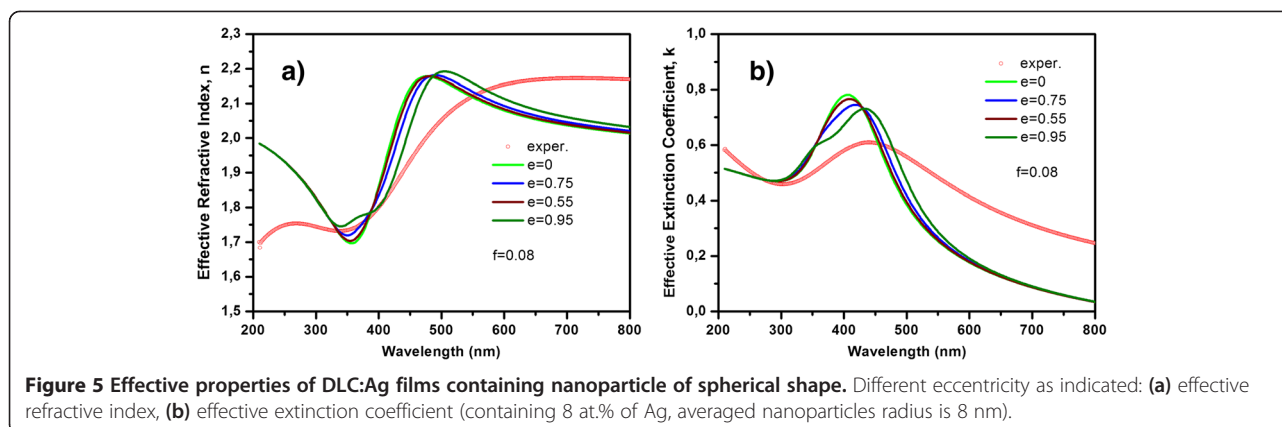 a)
Effective Refractive Index, n
2,3
2,2
2,1
2,0
1,9
1,8
1,7
1,6
1,5
exper.
e=0
e=0.75
e=0.55
e=0.95
f=0.08
200 300 400 500 600 700 800
Wavelength (nm)
b)
Effective Extinction Coefficient, k
1,0
0,8
0,6
0,4
0,2
0,0
exper.
e=0
e=0.75
e=0.55
e=0.95
f=0.08
200 300 400 500 600 700 800
Wavelength (nm)
Figure 5 Effective properties of DLC:Ag films containing nanoparticle of spherical shape. Different eccentricity as indicated: (a) effective
refractive index, (b) effective extinction coefficient (containing 8 at.% of Ag, averaged nanoparticles radius is 8 nm).